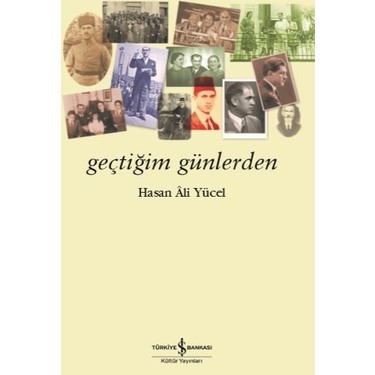 geçtiğim günlerden
Hasan Âli Yücel
TÜRKİYE İŞ BANKASI
Kültür Yayınları